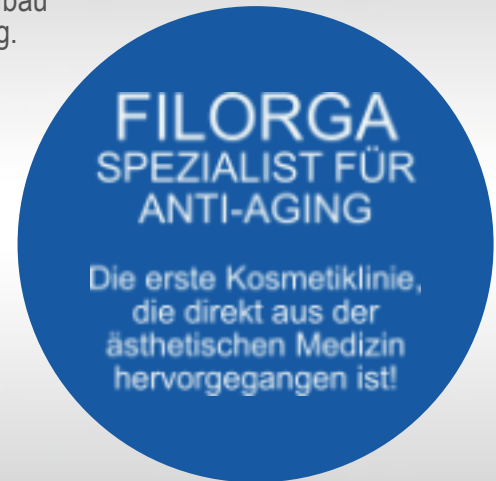 FILORGA
SPEZIALIST FÜR
ANTI-AGING
Die erste Kosmetiklinie,
die direkt aus der
ästhetischen Medizin
hervorgegangen ist!